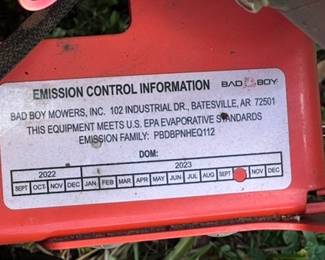 EMISSION CONTROL INFORMATION BAD BOY
BAD BOY MOWERS, INC. 102 INDUSTRIAL DR., BATESVILLE, AR 72501
THIS EQUIPMENT MEETS U.S. EPA EVAPORATIVE STANDARDS
EMISSION FAMILY: PBDBPNHEQ112
DOM:
2022 2023
SEPT OCT NOV DEC JAN FEB MAR APR MAY JUN JUL AUG SEPT NOV DEC